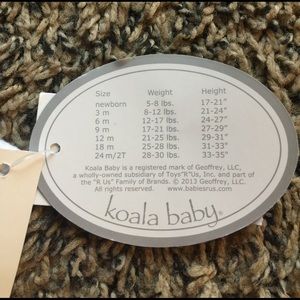 Size Weight Height
newborn 5-8 lbs. 17-21"
3 m 8-12 lbs. 21-24"
6 m 12-17 lbs. 24-27"
9 m 17-21 lbs. 27-29"
12 m 21-25 lbs. 29-31"
18 m 25-28 lbs. 31-33"
24 m/2T 28-30 lbs. 33-35"
Koala Baby is a registered mark of Geoffrey, LLC,
a wholly-owned subsidiary of Toys"R"Us, Inc. and part of
the "R Us" Family of Brands. © 2013 Geoffrey, LLC.
All rights reserved. www.babiesrus.com
koala baby®